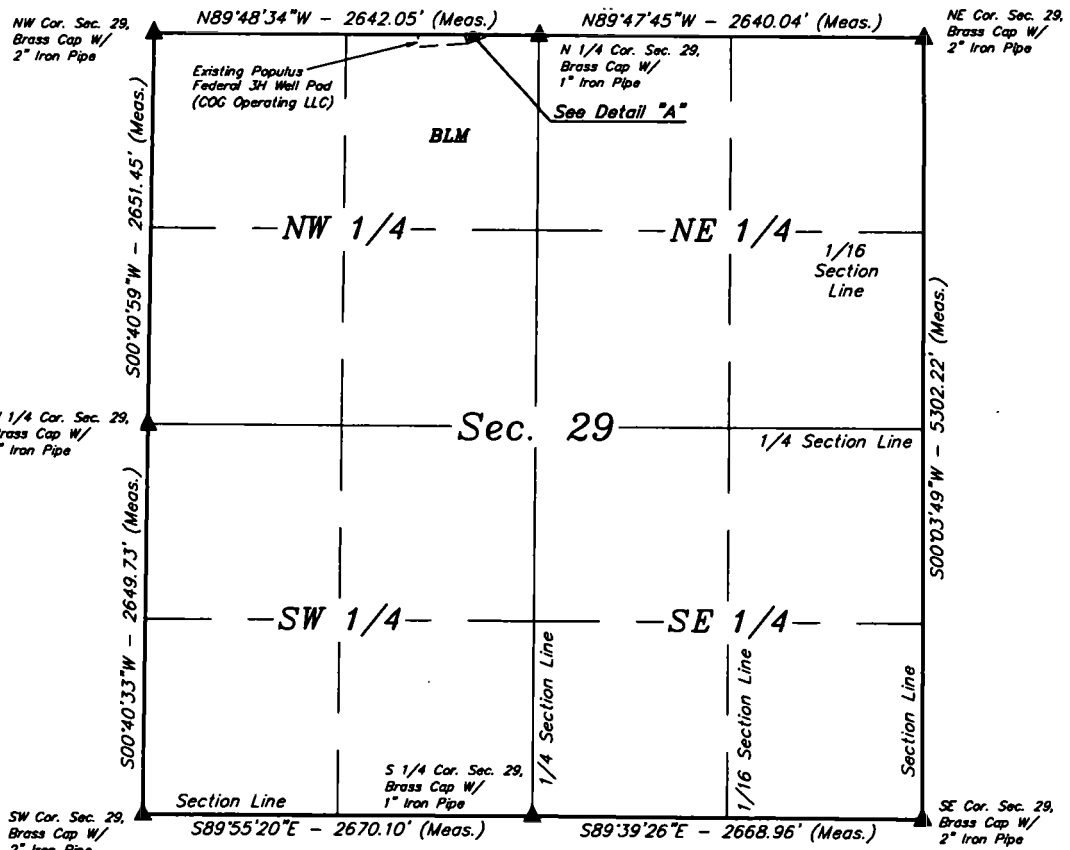 N89°48'34"W - 2642.05' (Meas.)
N89°47'45"W - 2640.04' (Meas.)
NW Cor. Sec. 29,
Brass Cap W/
2" Iron Pipe
NE Cor. Sec. 29,
Brass Cap W/
2" Iron Pipe
Existing Populus
Federal 3H Well Pad
(COG Operating LLC)
N 1/4 Cor. Sec. 29,
Brass Cap W/
1" Iron Pipe
See Detail "A"
BLM
S00°40'59"W - 2651.45' (Meas.)
NW 1/4
NE 1/4
1/16
Section
Line
S00°03'49"W - 5302.22' (Meas.)
1/4 Cor. Sec. 29,
Brass Cap W/
" Iron Pipe
Sec. 29
1/4 Section Line
S00°40'33"W - 2649.73' (Meas.)
SW 1/4
SE 1/4
1/4 Section Line
1/16 Section Line
Section Line
S 1/4 Cor. Sec. 29,
Brass Cap W/
1" Iron Pipe
Section Line
SW Cor. Sec. 29,
Brass Cap W/
2" Iron Pipe
S89°55'20"E - 2670.10' (Meas.)
S89°39'26"E - 2668.96' (Meas.)
SE Cor. Sec. 29,
Brass Cap W/
2" Iron Pipe